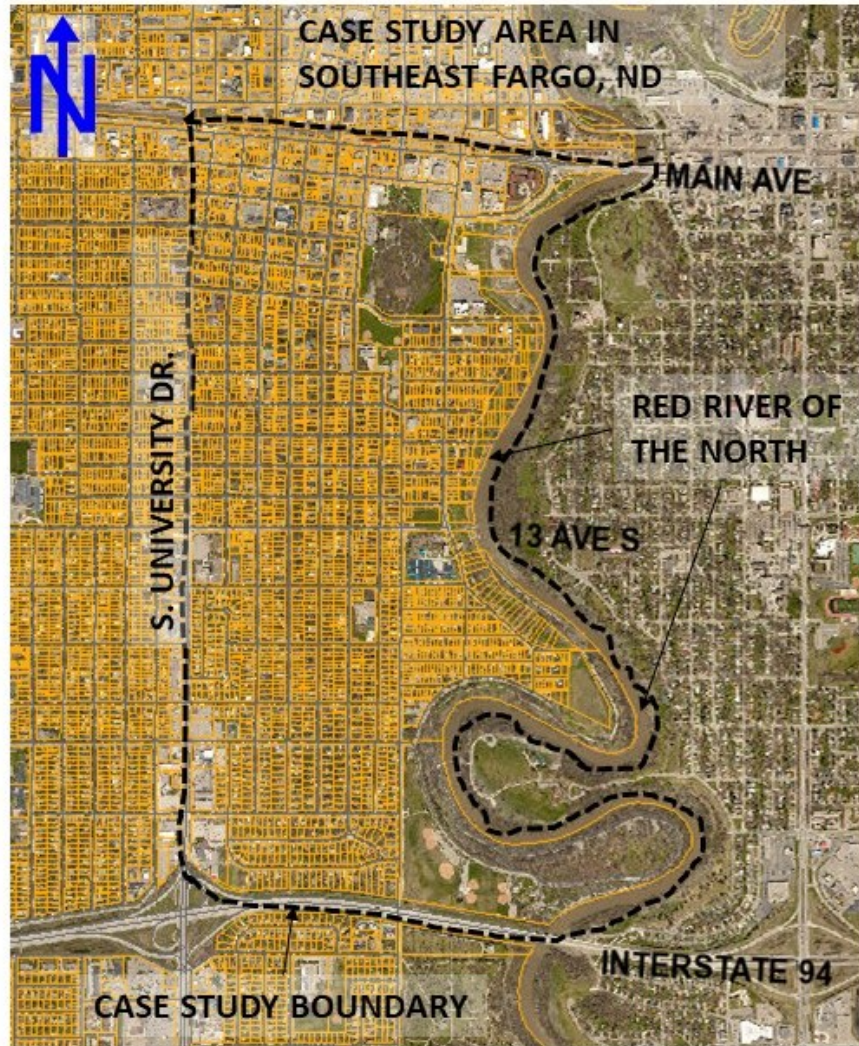 CASE STUDY AREA IN
SOUTHEAST FARGO, ND
N
MAIN AVE
S. UNIVERSITY DR.
RED RIVER OF
THE NORTH
13 AVE S
INTERSTATE 94
CASE STUDY BOUNDARY